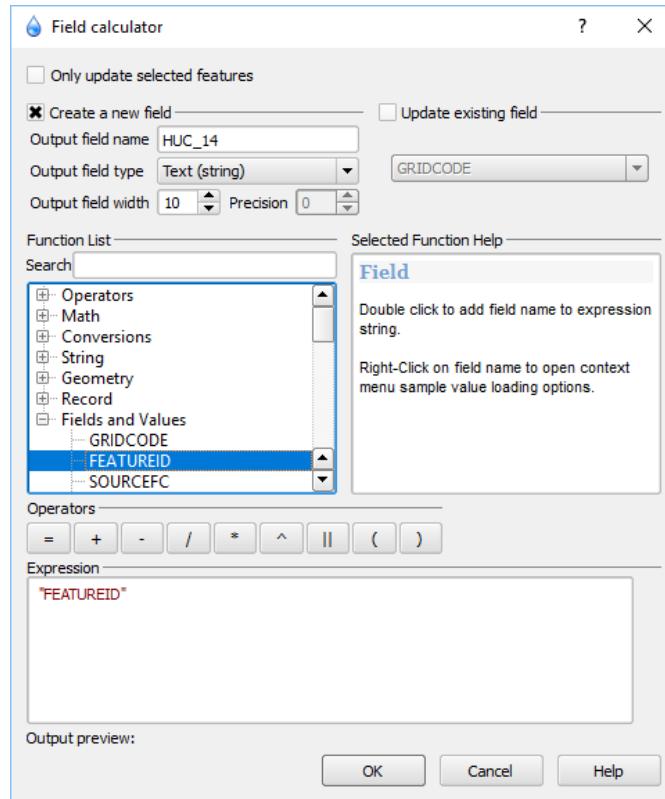 Field calculator ? ×
Only update selected features
Create a new field
Update existing field
Output field name HUC_14
Output field type Text (string)
GRIDCODE
Output field width 10 Precision 0
Function List
Search
Operators
Math
Conversions
String
Geometry
Record
Fields and Values
GRIDCODE
FEATUREID
SOURCEFC
Selected Function Help
Field
Double click to add field name to expression
string.
Right-Click on field name to open context
menu sample value loading options.
Operators
= + - / * ^ || ( )
Expression
"FEATUREID"
Output preview:
OK Cancel Help